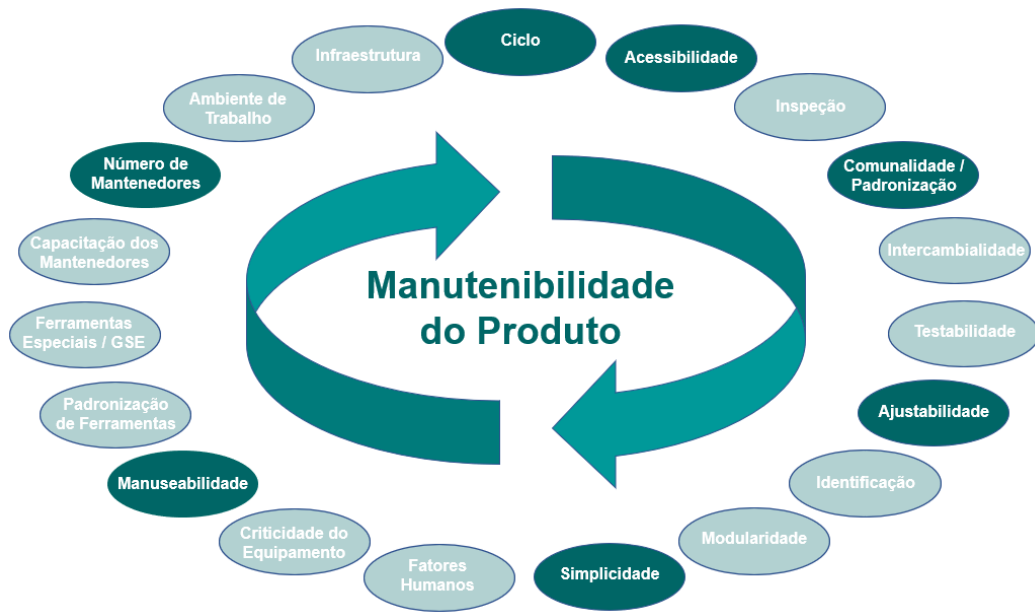 Ciclo
Acessibilidade
Inspeção
Comunalidade /
Padronização
Intercambialidade
Testabilidade
Ajustabilidade
Identificação
Modularidade
Simplicidade
Fatores
Humanos
Criticidade do
Equipamento
Manuseabilidade
Padronização
de Ferramentas
Ferramentas
Especiais / GSE
Capacitação dos
Mantenedores
Número de
Mantenedores
Ambiente de
Trabalho
Infraestrutura
Manutenibilidade
do Produto